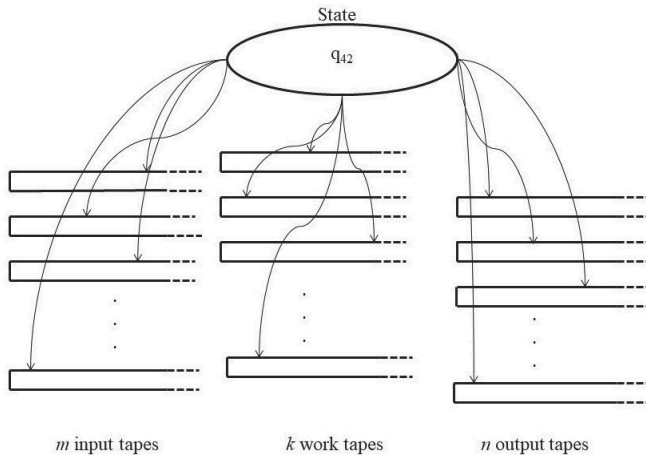 State
q₄₂
m input tapes
k work tapes
n output tapes